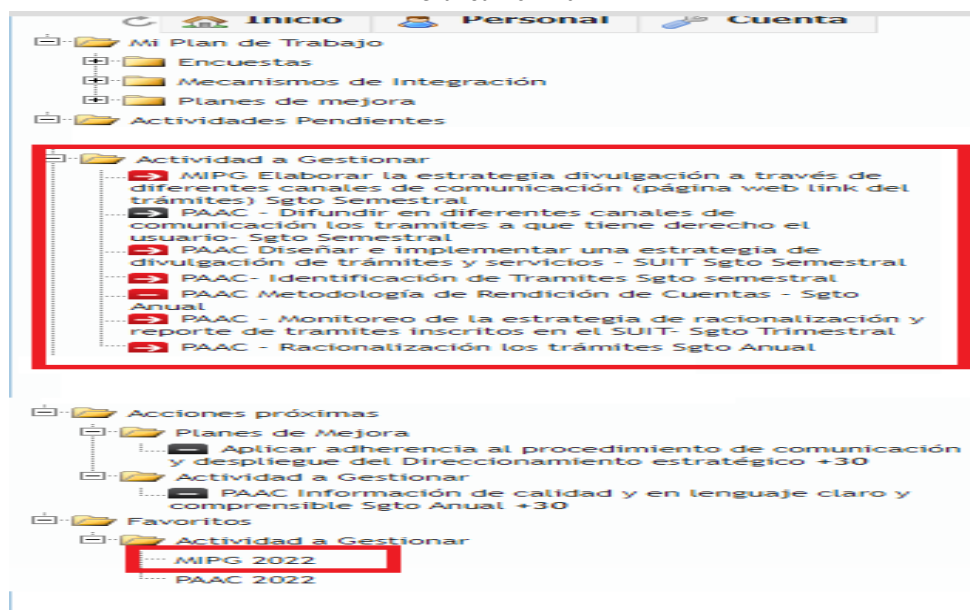 Inicio Personal Cuenta
Mi Plan de Trabajo
Encuestas
Mecanismos de Integración
Planes de mejora
Actividades Pendientes
Actividad a Gestionar
MIPG Elaborar la estrategia divulgación a través de
diferentes canales de comunicación (página web link del
trámites) Sgto Semestral
PAAC - Difundir en diferentes canales de
comunicación los tramites a que tiene derecho el
usuario- Sgto Semestral
PAAC Diseñar e implementar una estrategia de
divulgación de trámites y servicios - SUIT Sgto Semestral
PAAC- Identificación de Tramites Sgto semestral
PAAC Metodología de Rendición de Cuentas - Sgto
Anual
PAAC - Monitoreo de la estrategia de racionalización y
reporte de tramites inscritos en el SUIT- Sgto Trimestral
PAAC - Racionalización los trámites Sgto Anual
Acciones próximas
Planes de Mejora
Aplicar adherencia al procedimiento de comunicación
y despliegue del Direccionamiento estratégico +30
Actividad a Gestionar
PAAC Información de calidad y en lenguaje claro y
comprensible Sgto Anual +30
Favoritos
Actividad a Gestionar
MIPG 2022
PAAC 2022